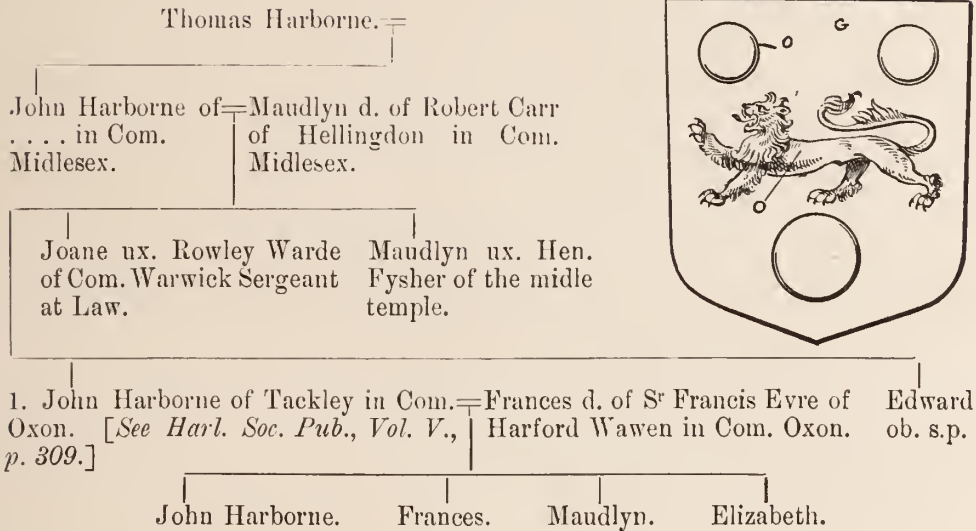 Thomas Harborne.
O G
John Harborne of
. . . . in Com.
Midlesex.
Maudlyn d. of Robert Carr
of Hellingdon in Com.
Midlesex.
O
Joane ux. Rowley Warde
of Com. Warwick Sergeant
at Law.
Maudlyn ux. Hen.
Fysher of the midle
temple.
1. John Harborne of Tackley in Com.
Oxon. [See Harl. Soc. Pub., Vol. V.,
p. 309.]
Frances d. of Sr Francis Evre of
Harford Wawen in Com. Oxon.
Edward
ob. s.p.
John Harborne. Frances. Maudlyn. Elizabeth.